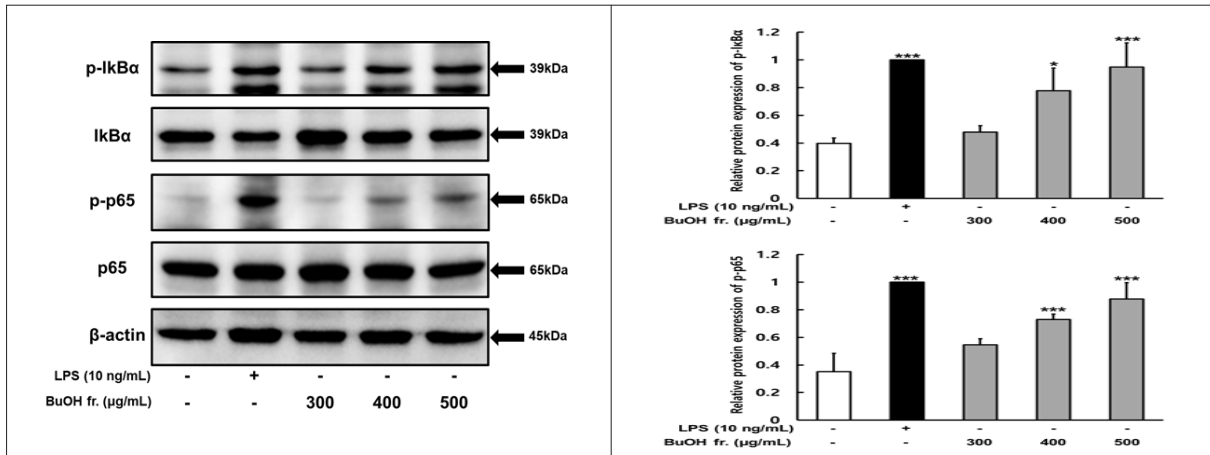 p-IkBα
39kDa
IkBα
39kDa
p-p65
65kDa
p65
65kDa
β-actin
45kDa
LPS (10 ng/mL) - + - - -
BuOH fr. (μg/mL) - - 300 400 500
Relative protein expression of p-IkBα
1.2
1
0.8
0.6
0.4
0.2
0
***
*
***
LPS (10 ng/mL) - + - - -
BuOH fr. (μg/mL) - - 300 400 500
Relative protein expression of p-p65
1.2
1
0.8
0.6
0.4
0.2
0
***
***
***
LPS (10 ng/mL) - + - - -
BuOH fr. (μg/mL) - - 300 400 500